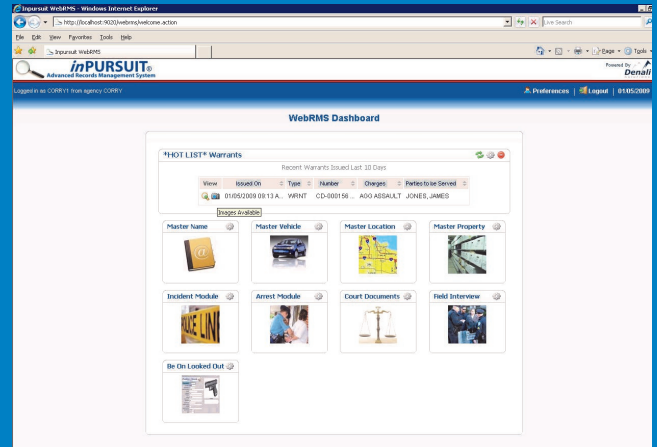 Inpursuit WebRMS - Windows Internet Explorer
http://localhost:9020/webrms/welcome.action
Live Search
File Edit View Favorites Tools Help
Inpursuit WebRMS
Page Tools
inPURSUIT®
Advanced Records Management System
Powered By
Denali
Logged in as CORRY1 from agency CORRY
Preferences | Logout | 01/05/2009
WebRMS Dashboard
*HOT LIST* Warrants
Recent Warrants Issued Last 10 Days
View Issued On Type Number Charges Parties to be Served
01/05/2009 09:13 A... WRNT CD-000156 ... AGG ASSAULT JONES, JAMES
Images Available
Master Name Master Vehicle Master Location Master Property
Incident Module Arrest Module Court Documents Field Interview
POLICE LINE
Be On Looked Out